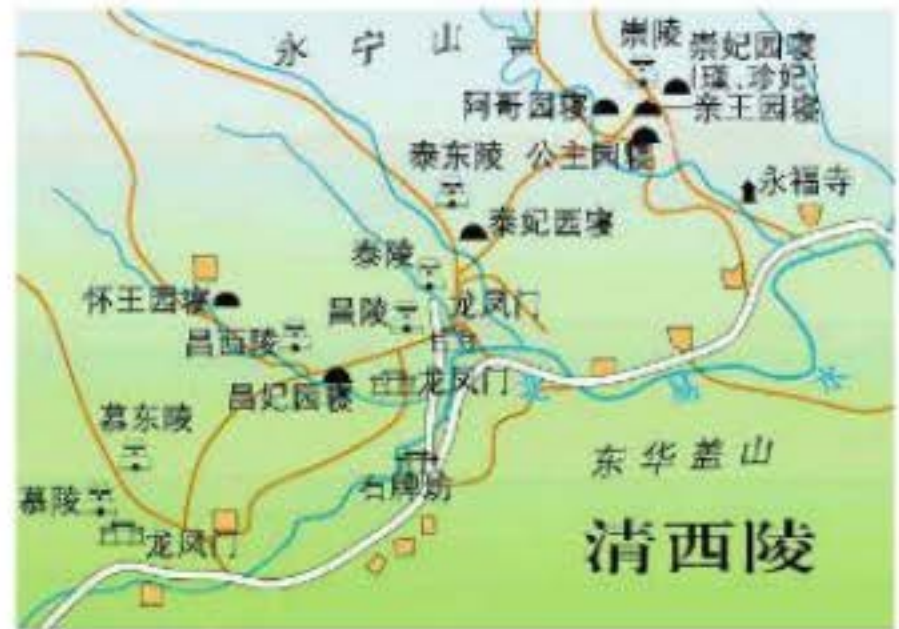 永宁山
崇陵
崇妃园寝
(瑾、珍妃)
阿哥园寝
亲王园寝
泰东陵
公主园寝
永福寺
泰妃园寝
泰陵
怀王园寝
昌陵
龙凤门
昌西陵
昌妃园寝
龙凤门
慕东陵
东华盖山
石牌坊
慕陵
龙凤门
清西陵